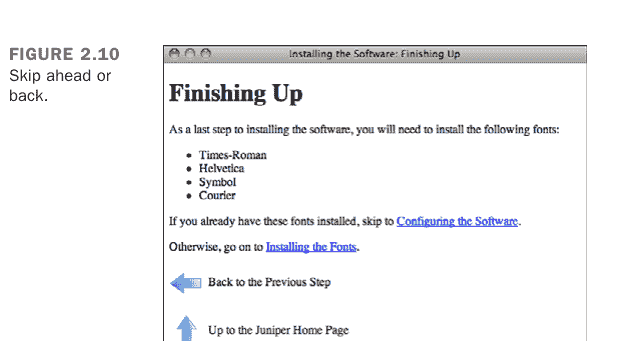 FIGURE 2.10
Skip ahead or
back.
Installing the Software: Finishing Up
Finishing Up
As a last step to installing the software, you will need to install the following fonts:
• Times-Roman
• Helvetica
• Symbol
• Courier
If you already have these fonts installed, skip to Configuring the Software.
Otherwise, go on to Installing the Fonts.
Back to the Previous Step
Up to the Juniper Home Page